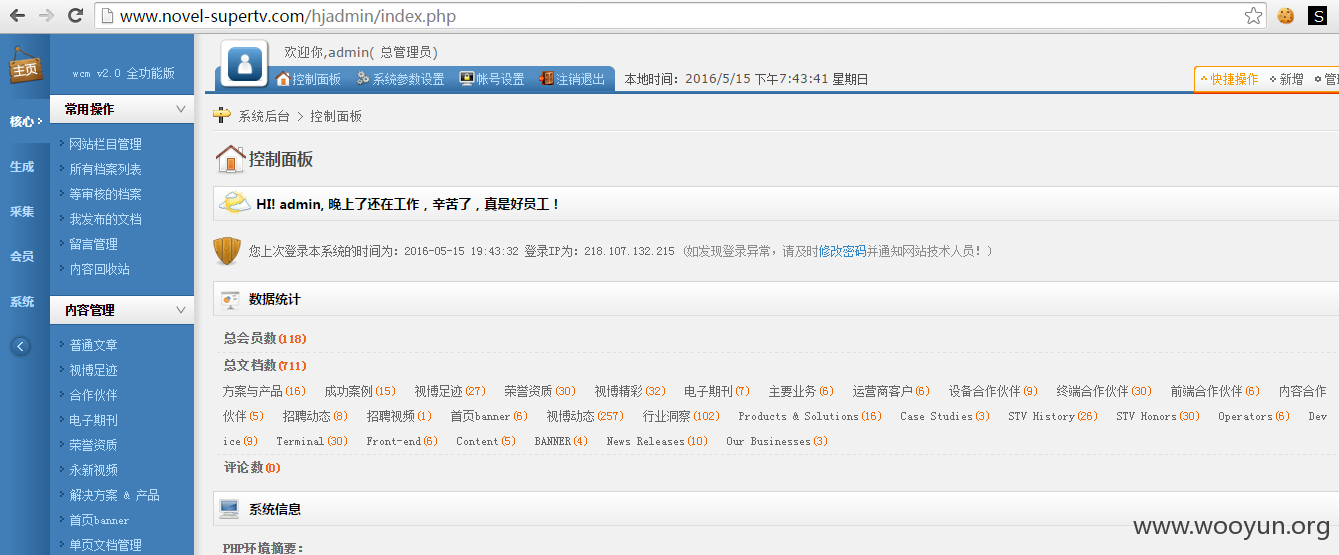 www.novel-supertv.com/hjadmin/index.php
S
主页
wcm v2.0 全功能版
欢迎你,admin( 总管理员)
控制面板 系统参数设置 帐号设置 注销退出 本地时间：2016/5/15 下午7:43:41 星期日
快捷操作 新增 管理
常用操作
核心
生成
采集
会员
系统
网站栏目管理
所有档案列表
等审核的档案
我发布的文档
留言管理
内容回收站
内容管理
普通文章
视博足迹
合作伙伴
电子期刊
荣誉资质
永新视频
解决方案 & 产品
首页banner
单页文档管理
系统后台 > 控制面板
控制面板
HI! admin, 晚上了还在工作，辛苦了，真是好员工！
您上次登录本系统的时间为：2016-05-15 19:43:32 登录IP为：218.107.132.215 （如发现登录异常，请及时修改密码并通知网站技术人员！）
数据统计
总会员数(118)
总文档数(711)
方案与产品(16) 成功案例(15) 视博足迹(27) 荣誉资质(30) 视博精彩(32) 电子期刊(7) 主要业务(6) 运营商客户(6) 设备合作伙伴(9) 终端合作伙伴(30) 前端合作伙伴(6) 内容合作
伙伴(5) 招聘动态(8) 招聘视频(1) 首页banner(6) 视博动态(257) 行业洞察(102) Products & Solutions(16) Case Studies(3) STV History(26) STV Honors(30) Operators(6) Dev
ice(9) Terminal(30) Front-end(6) Content(5) BANNER(4) News Releases(10) Our Businesses(3)
评论数(0)
系统信息
PHP环境摘要：
www.wooyun.org